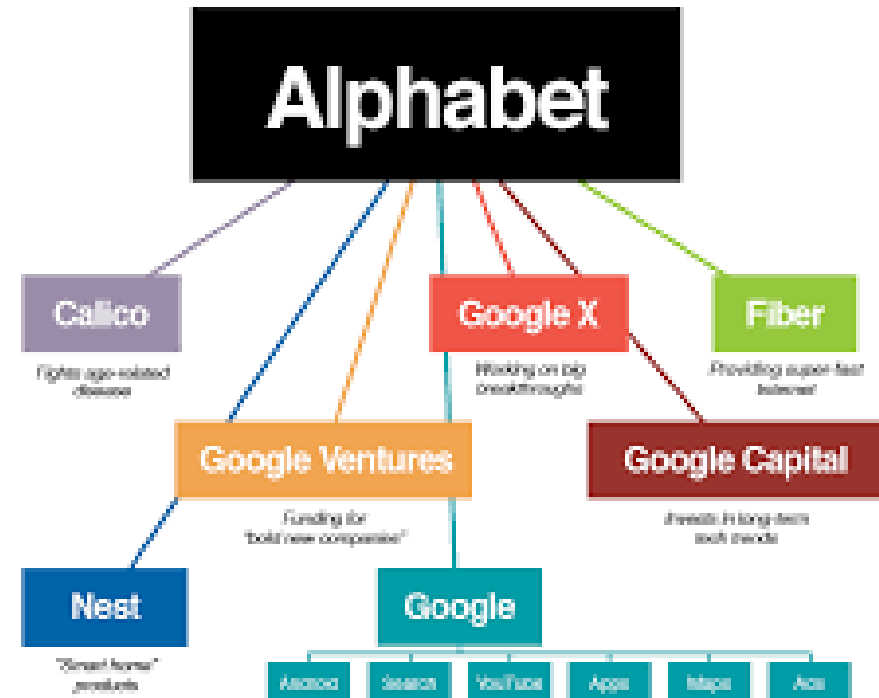 Alphabet
Calico
Fights age-related
disease
Google X
Working on big
breakthroughs
Fiber
Providing super-fast
Internet
Google Ventures
Funding for
"bold new companies"
Google Capital
Invests in long-term
tech trends
Nest
"Smart home"
products
Google
Android
Search
YouTube
Apps
Maps
Ads